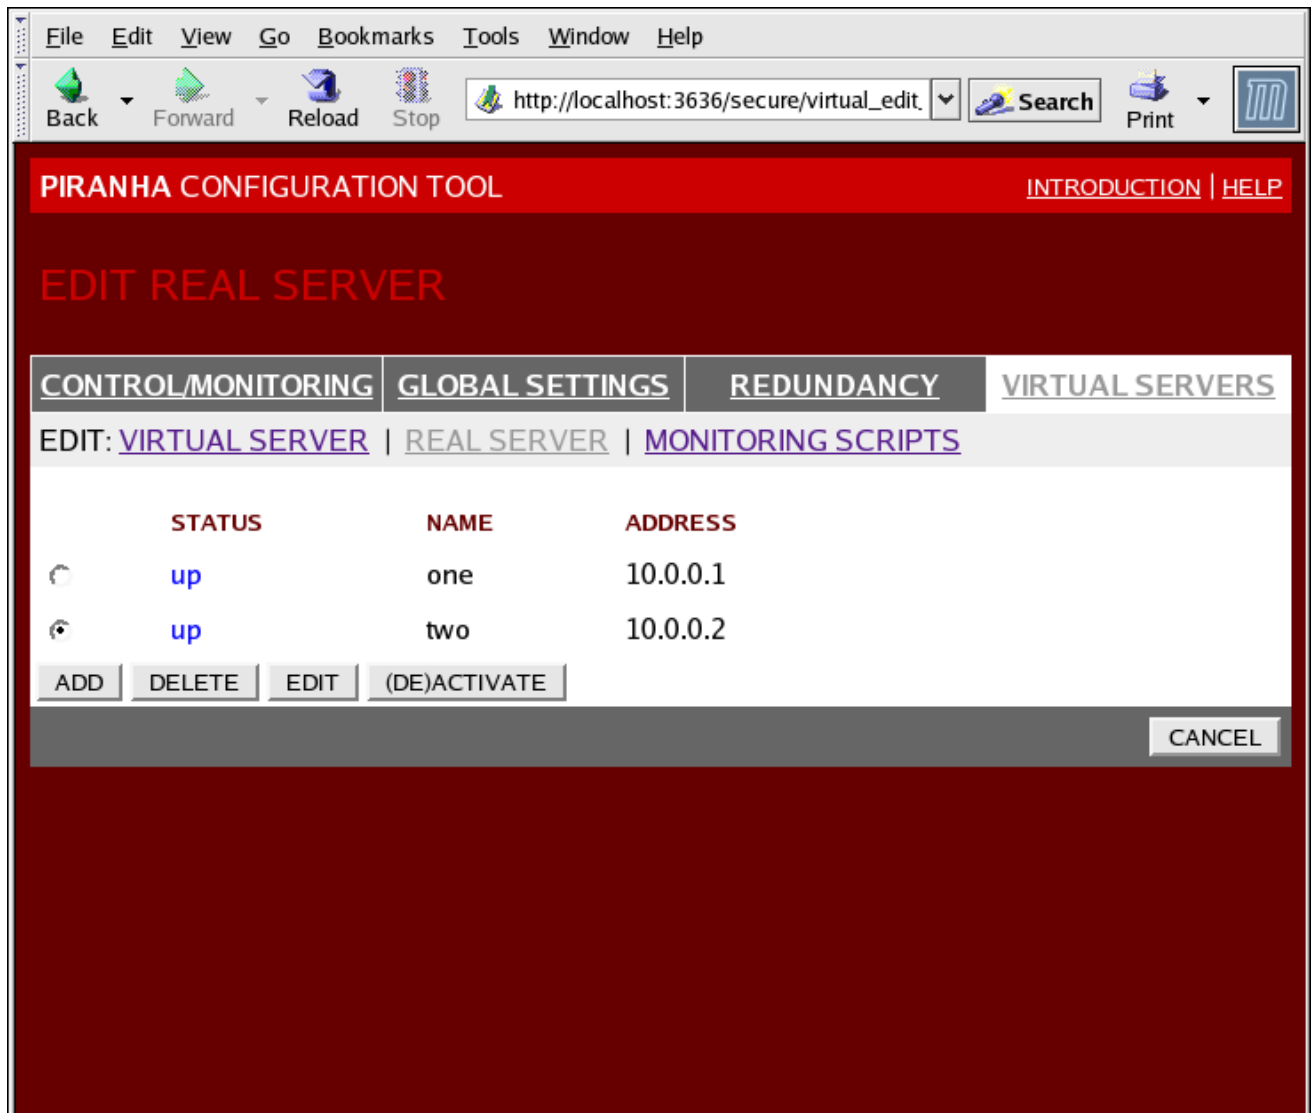 File Edit View Go Bookmarks Tools Window Help
Back Forward Reload Stop http://localhost:3636/secure/virtual_edit_ Search Print
PIRANHA CONFIGURATION TOOL INTRODUCTION | HELP
EDIT REAL SERVER
CONTROL/MONITORING GLOBAL SETTINGS REDUNDANCY VIRTUAL SERVERS
EDIT: VIRTUAL SERVER | REAL SERVER | MONITORING SCRIPTS
STATUS NAME ADDRESS
up one 10.0.0.1
up two 10.0.0.2
ADD DELETE EDIT (DE)ACTIVATE
CANCEL